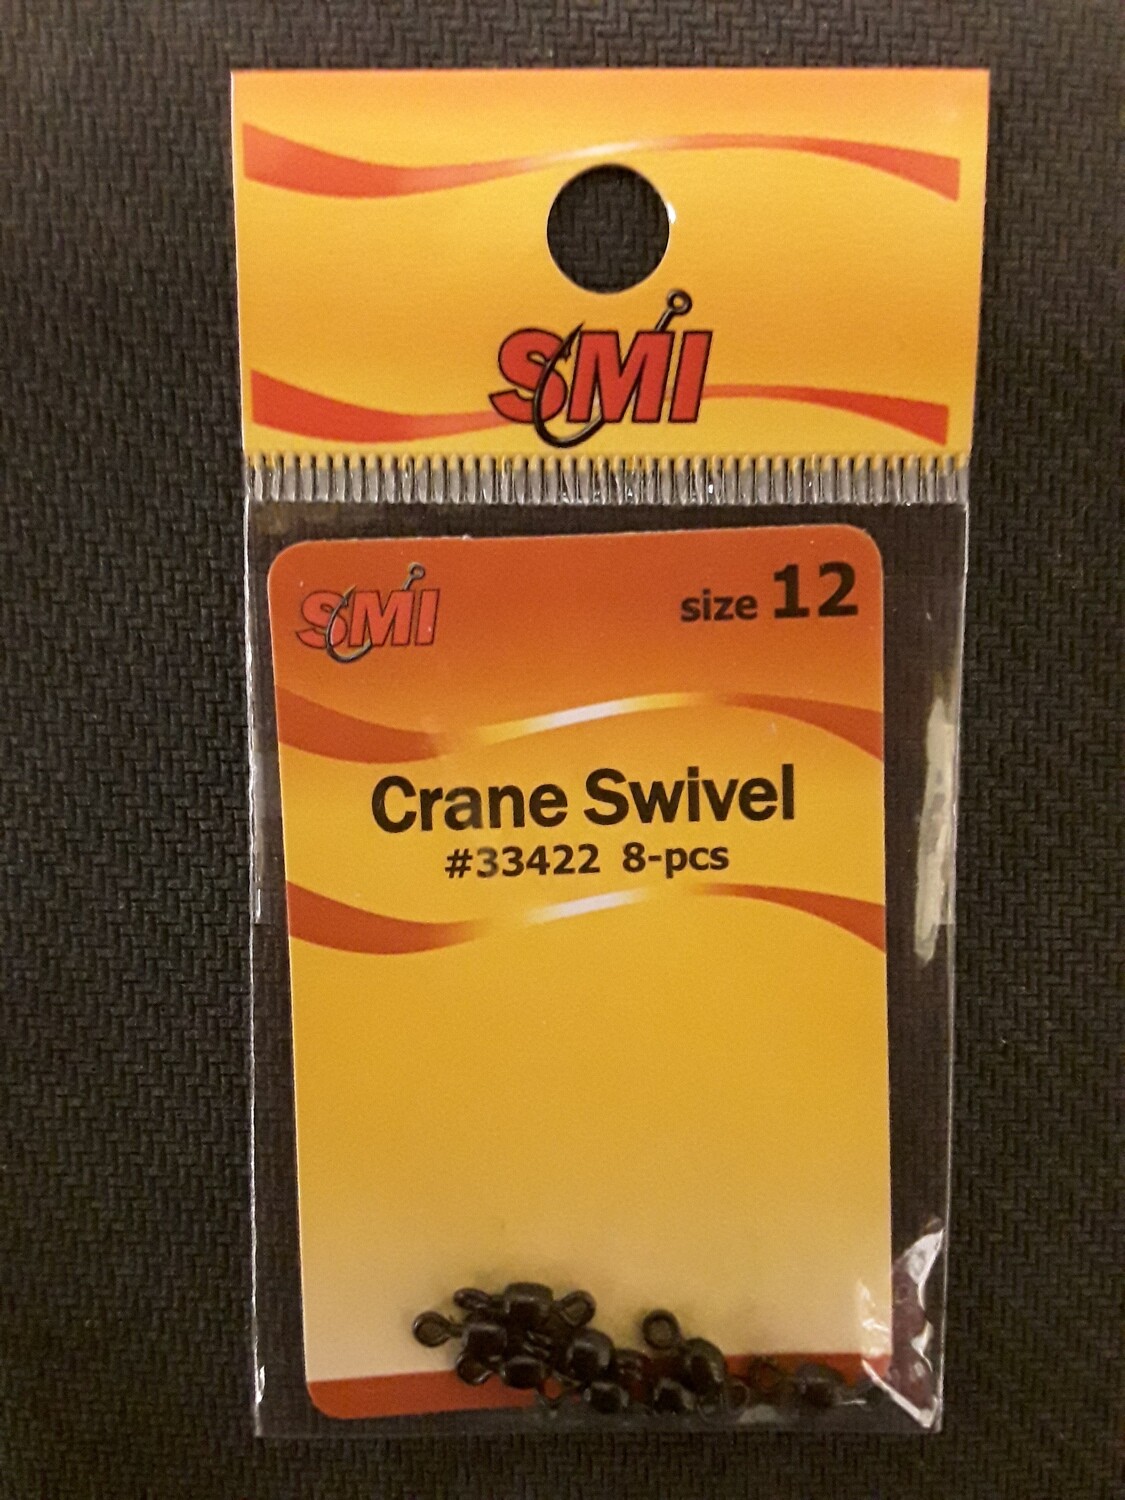 SMI
SMI
size 12
Crane Swivel
#33422 8-pcs